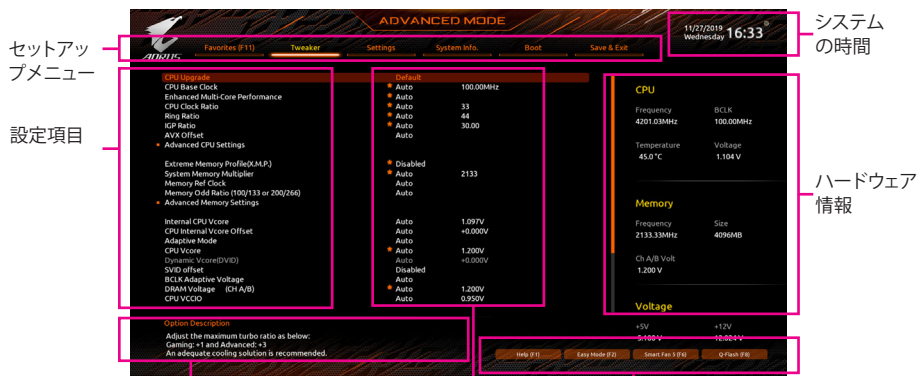 ADVANCED MODE
11/27/2019
Wednesday 16:33
システム
の時間
AORUS
Favorites (F11) Tweaker Settings System Info. Boot Save & Exit
セットアッ
プメニュー
設定項目
CPU Upgrade Default
CPU Base Clock Auto 100.00MHz
Enhanced Multi-Core Performance Auto
CPU Clock Ratio Auto 33
Ring Ratio Auto 44
IGP Ratio Auto 30.00
AVX Offset Auto
Advanced CPU Settings
Extreme Memory Profile(X.M.P.) Disabled
System Memory Multiplier Auto 2133
Memory Ref Clock Auto
Memory Odd Ratio (100/133 or 200/266) Auto
Advanced Memory Settings
Internal CPU Vcore Auto 1.097V
CPU Internal Vcore Offset Auto +0.000V
Adaptive Mode Auto
CPU Vcore Auto 1.200V
Dynamic Vcore(DVID) Auto +0.000V
SVID offset Disabled
BCLK Adaptive Voltage Auto
DRAM Voltage (CH A/B) Auto 1.200V
CPU VCCIO Auto 0.950V
CPU
Frequency BCLK
4201.03MHz 100.00MHz
Temperature Voltage
45.0°C 1.104 V
Memory
Frequency Size
2133.33MHz 4096MB
Ch A/B Volt
1.200 V
Voltage
+5V +12V
5.100 V 12.024 V
ハードウェア
情報
Option Description
Adjust the maximum turbo ratio as below:
Gaming: +1 and Advanced: +3
An adequate cooling solution is recommended.
Help (F1) Easy Mode (F2) Smart Fan 5 (F6) Q-Flash (F8)